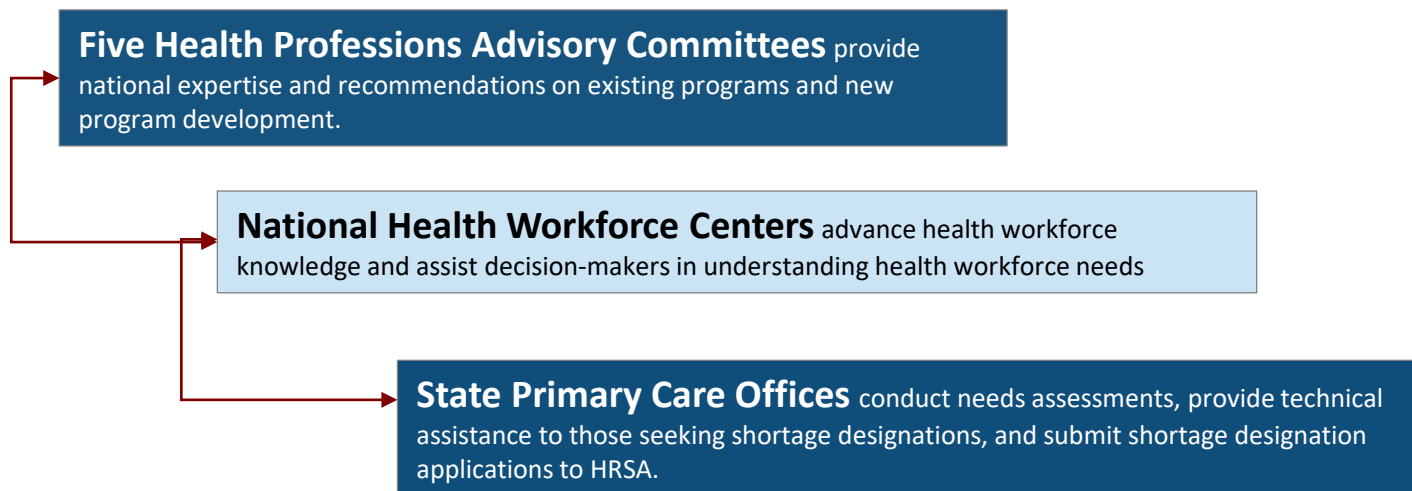 Five Health Professions Advisory Committees provide
national expertise and recommendations on existing programs and new
program development.
National Health Workforce Centers advance health workforce
knowledge and assist decision-makers in understanding health workforce needs
State Primary Care Offices conduct needs assessments, provide technical
assistance to those seeking shortage designations, and submit shortage designation
applications to HRSA.